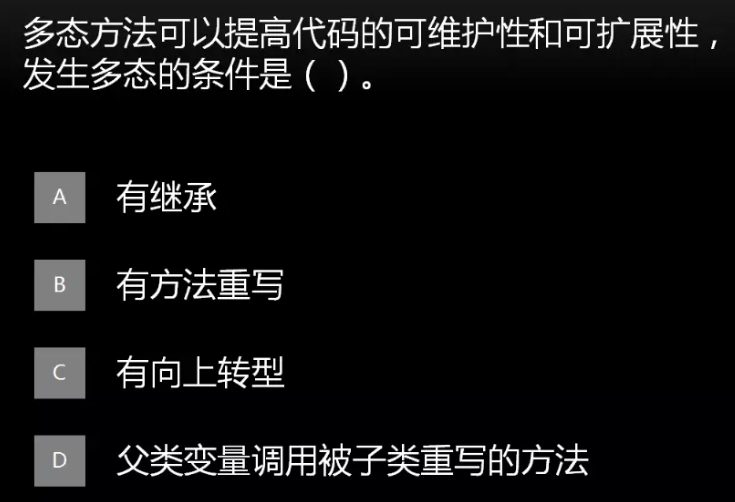 多态方法可以提高代码的可维护性和可扩展性，
发生多态的条件是（ ）。
A 有继承
B 有方法重写
C 有向上转型
D 父类变量调用被子类重写的方法